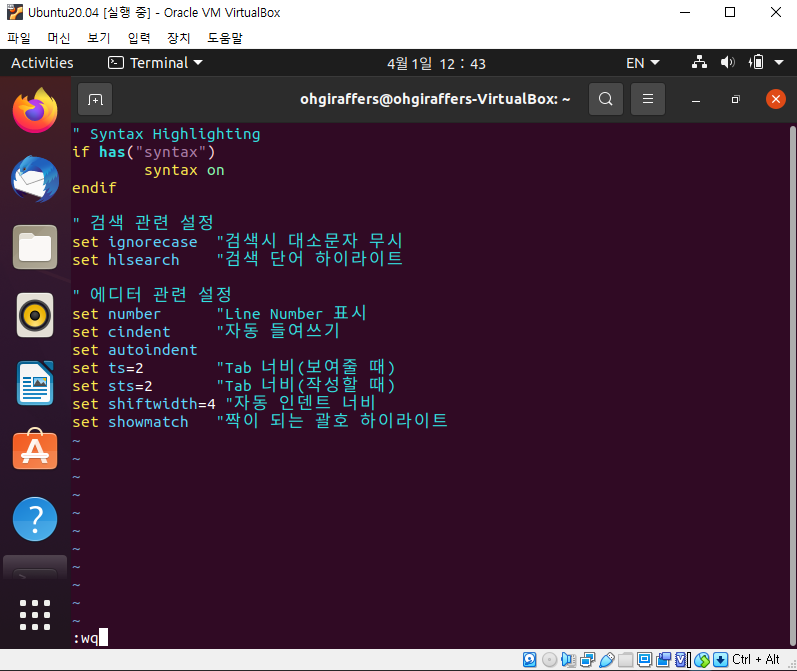 Ubuntu20.04 [실행 중] - Oracle VM VirtualBox
파일 머신 보기 입력 장치 도움말
Activities Terminal 4월 1일 12 : 43 EN
ohgiraffers@ohgiraffers-VirtualBox: ~
" Syntax Highlighting
if has("syntax")
        syntax on
endif
" 검색 관련 설정
set ignorecase  "검색시 대소문자 무시
set hlsearch    "검색 단어 하이라이트
" 에디터 관련 설정
set number      "Line Number 표시
set cindent     "자동 들여쓰기
set autoindent
set ts=2        "Tab 너비(보여줄 때)
set sts=2       "Tab 너비(작성할 때)
set shiftwidth=4 "자동 인덴트 너비
set showmatch   "짝이 되는 괄호 하이라이트
~
~
~
~
~
~
~
~
~
~
~
:wq
Ctrl + Alt